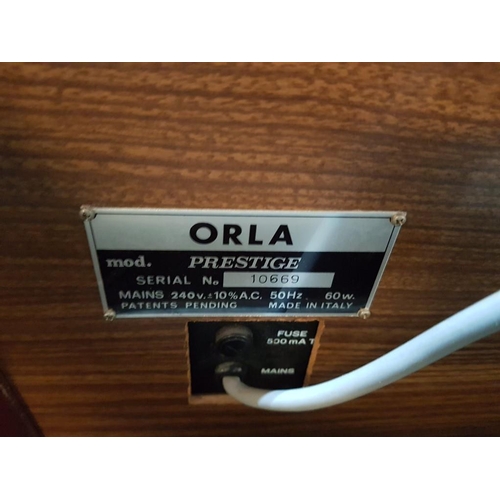 ORLA
mod. PRESTIGE
SERIAL No 10669
MAINS 240v.±10% A.C. 50Hz. 60w.
PATENTS PENDING MADE IN ITALY
FUSE
500 mA T
MAINS